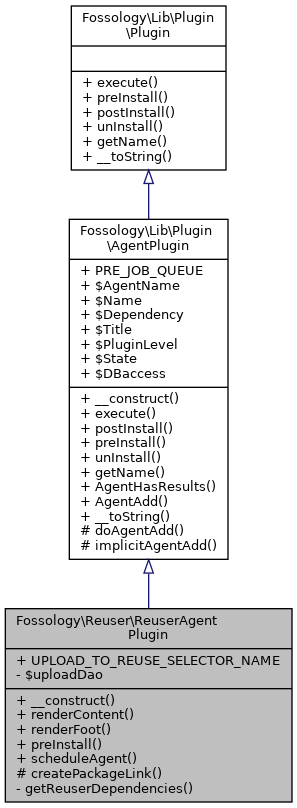 Fossology\Lib\Plugin
\Plugin
+ execute()
+ preInstall()
+ postInstall()
+ unInstall()
+ getName()
+ __toString()
Fossology\Lib\Plugin
\AgentPlugin
+ PRE_JOB_QUEUE
+ $AgentName
+ $Name
+ $Dependency
+ $Title
+ $PluginLevel
+ $State
+ $DBaccess
+ __construct()
+ execute()
+ postInstall()
+ preInstall()
+ unInstall()
+ getName()
+ AgentHasResults()
+ AgentAdd()
+ __toString()
# doAgentAdd()
# implicitAgentAdd()
Fossology\Reuser\ReuserAgent
Plugin
+ UPLOAD_TO_REUSE_SELECTOR_NAME
- $uploadDao
+ __construct()
+ renderContent()
+ renderFoot()
+ preInstall()
+ scheduleAgent()
# createPackageLink()
- getReuserDependencies()